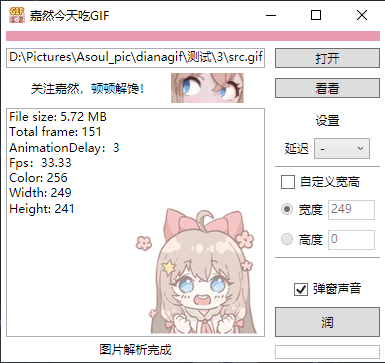 嘉然今天吃GIF
D:\Pictures\Asoul_pic\dianagif\测试\3\src.gif
打开
关注嘉然，顿顿解馋!
看看
File size: 5.72 MB
Total frame: 151
AnimationDelay：3
Fps：33.33
Color: 256
Width: 249
Height: 241
设置
延迟 -
自定义宽高
宽度 249
高度 0
弹窗声音
润
图片解析完成